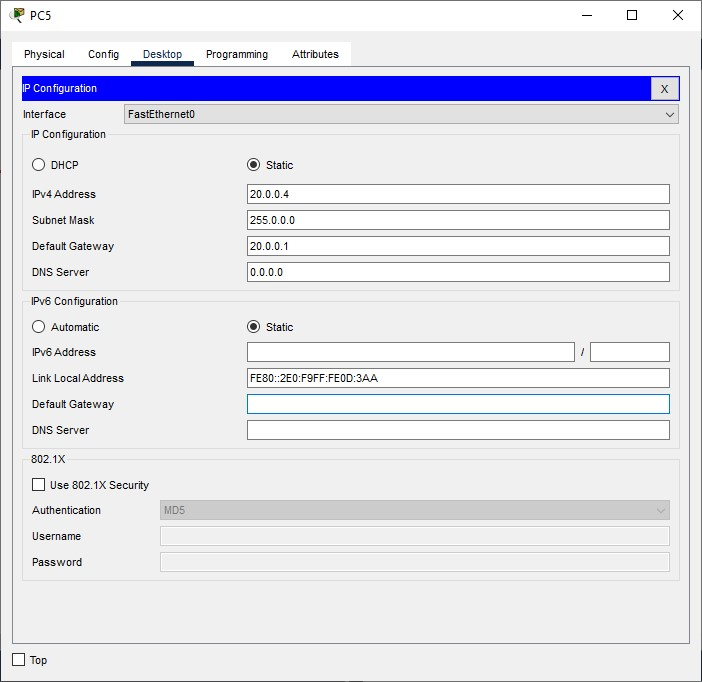 PC5
Physical Config Desktop Programming Attributes
IP Configuration X
Interface FastEthernet0
IP Configuration
DHCP Static
IPv4 Address 20.0.0.4
Subnet Mask 255.0.0.0
Default Gateway 20.0.0.1
DNS Server 0.0.0.0
IPv6 Configuration
Automatic Static
IPv6 Address /
Link Local Address FE80::2E0:F9FF:FE0D:3AA
Default Gateway
DNS Server
802.1X
Use 802.1X Security
Authentication MD5
Username
Password
Top